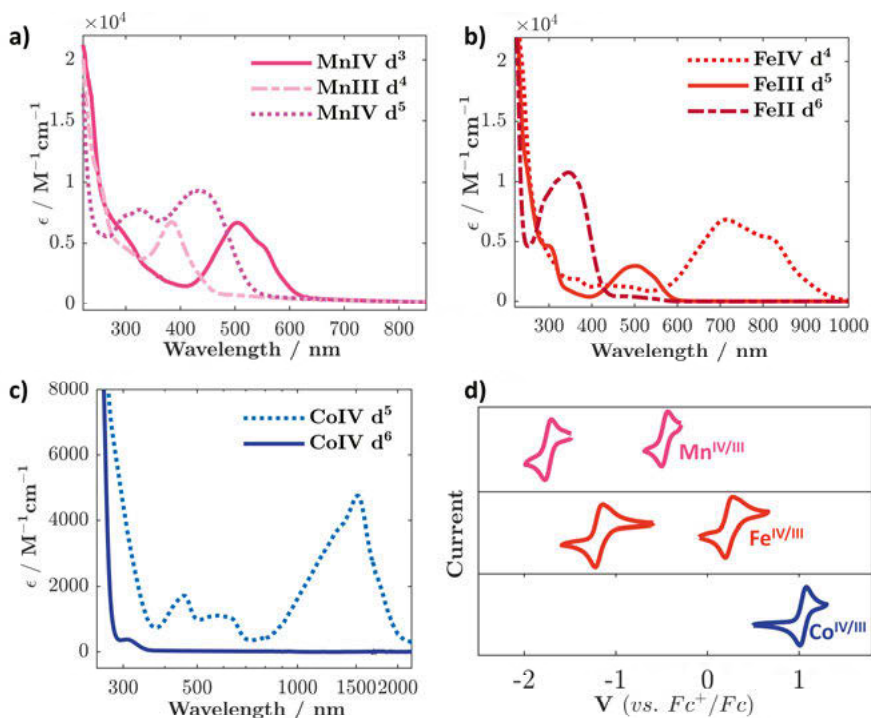 a)
×10⁴
2
1.5
1
0.5
0
ϵ / M⁻¹cm⁻¹
MnIV d³
MnIII d⁴
MnIV d⁵
300 400 500 600 700 800
Wavelength / nm
b)
×10⁴
2
1.5
1
0.5
0
ϵ / M⁻¹cm⁻¹
FeIV d⁴
FeIII d⁵
FeII d⁶
300 400 500 600 700 800 900 1000
Wavelength / nm
c)
8000
6000
4000
2000
0
ϵ / M⁻¹cm⁻¹
CoIV d⁵
CoIV d⁶
300 500 1000 1500 2000
Wavelength / nm
d)
Current
Mn^IV/III
Fe^IV/III
Co^IV/III
-2 -1 0 1
V (vs. Fc⁺/Fc)